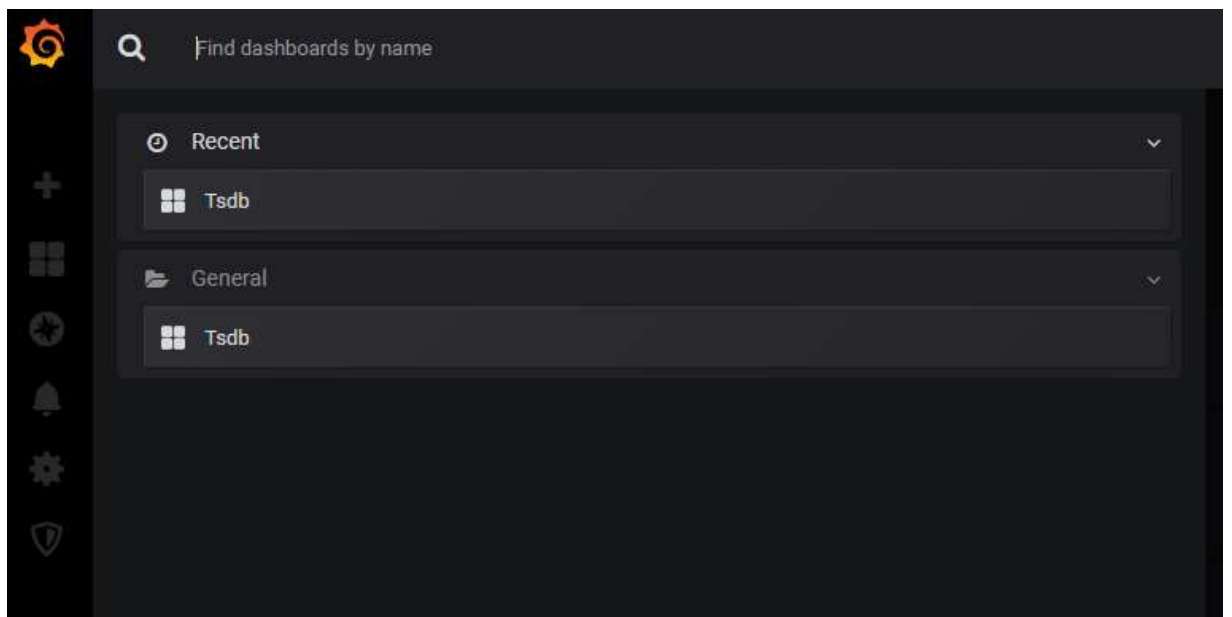 Find dashboards by name
Recent
Tsdb
General
Tsdb